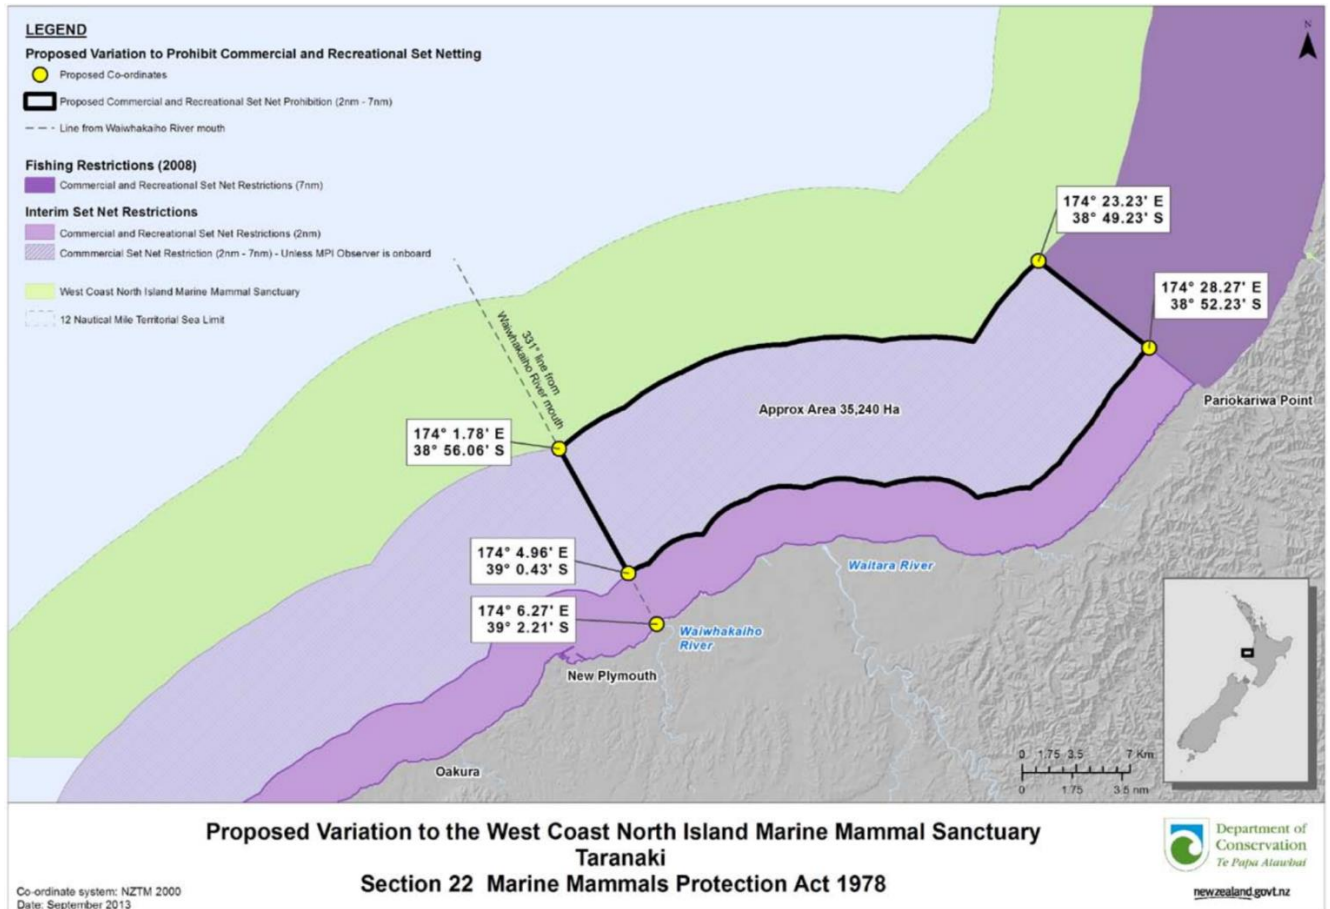 LEGEND
Proposed Variation to Prohibit Commercial and Recreational Set Netting
Proposed Co-ordinates
Proposed Commercial and Recreational Set Net Prohibition (2nm - 7nm)
Line from Waiwhakaiho River mouth
Fishing Restrictions (2008)
Commercial and Recreational Set Net Restrictions (7nm)
Interim Set Net Restrictions
Commercial and Recreational Set Net Restrictions (2nm)
Commmercial Set Net Restriction (2nm - 7nm) - Unless MPI Observer is onboard
West Coast North Island Marine Mammal Sanctuary
12 Nautical Mile Territorial Sea Limit
N
174° 23.23' E
38° 49.23' S
174° 28.27' E
38° 52.23' S
331° line from
Waiwhakaiho River mouth
Approx Area 35,240 Ha
Pariokariwa Point
174° 1.78' E
38° 56.06' S
174° 4.96' E
39° 0.43' S
Waitara River
174° 6.27' E
39° 2.21' S
Waiwhakaiho
River
New Plymouth
Oakura
0 1.75 3.5 7 Km
0 1.75 3.5 nm
Proposed Variation to the West Coast North Island Marine Mammal Sanctuary
Taranaki
Section 22 Marine Mammals Protection Act 1978
Co-ordinate system: NZTM 2000
Date: September 2013
Department of
Conservation
Te Papa Atawbai
newzealand.govt.nz